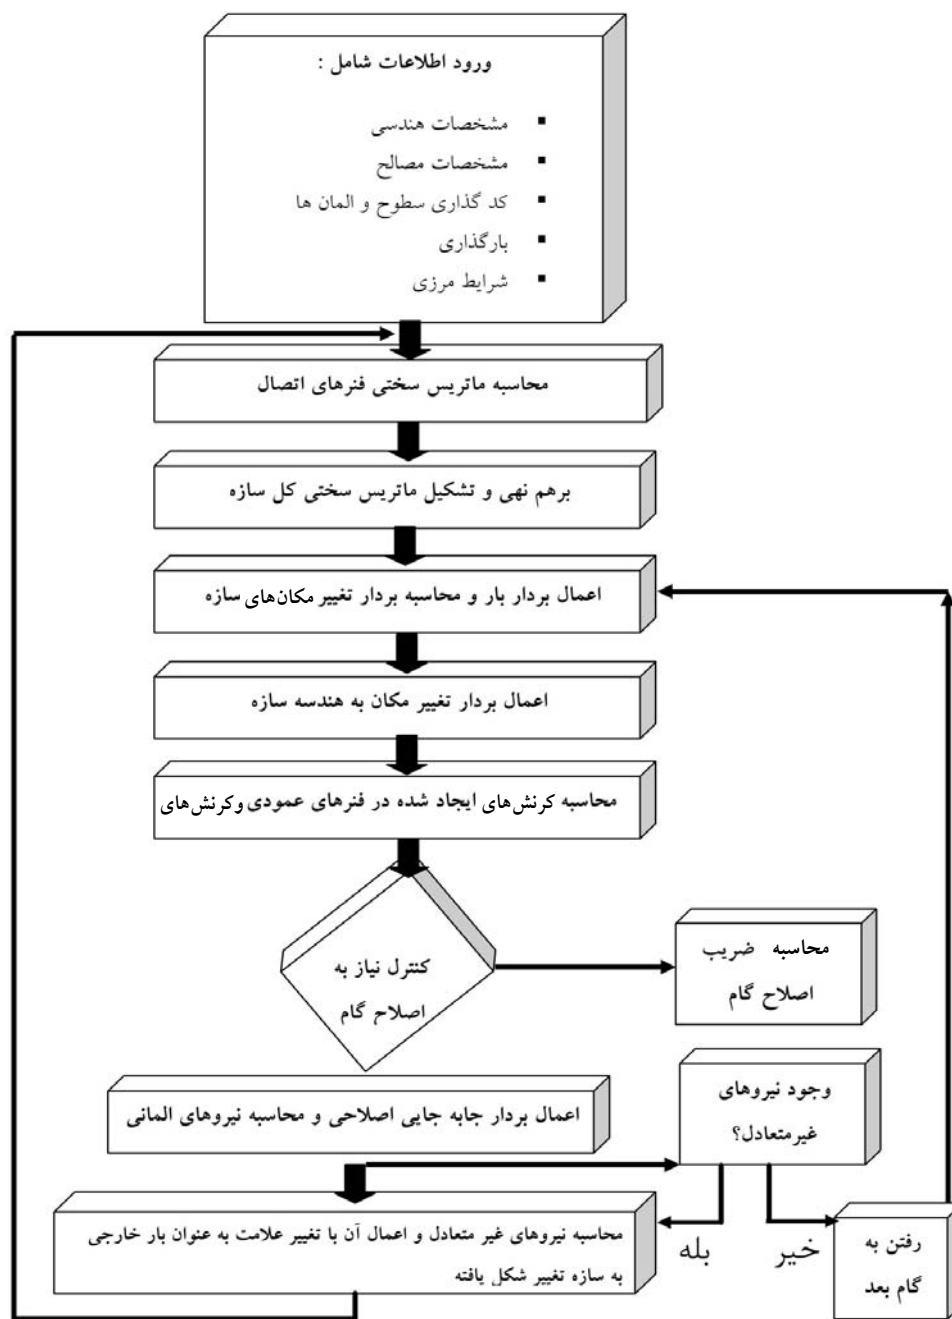 ورود اطلاعات شامل :
▪ مشخصات هندسی
▪ مشخصات مصالح
▪ کد گذاری سطوح و المان ها
▪ بارگذاری
▪ شرایط مرزی
محاسبه ماتریس سختی فنرهای اتصال
برهم نهی و تشکیل ماتریس سختی کل سازه
اعمال بردار بار و محاسبه بردار تغییر مکان‌های سازه
اعمال بردار تغییر مکان به هندسه سازه
محاسبه کرنش‌های ایجاد شده در فنرهای عمودی وکرنش‌های
کنترل نیاز به
اصلاح گام
محاسبه ضریب
اصلاح گام
اعمال بردار جابه جایی اصلاحی و محاسبه نیروهای المانی
وجود نیروهای
غیرمتعادل؟
محاسبه نیروهای غیر متعادل و اعمال آن با تغییر علامت به عنوان بار خارجی
به سازه تغییر شکل یافته
بله
خیر
رفتن به
گام بعد